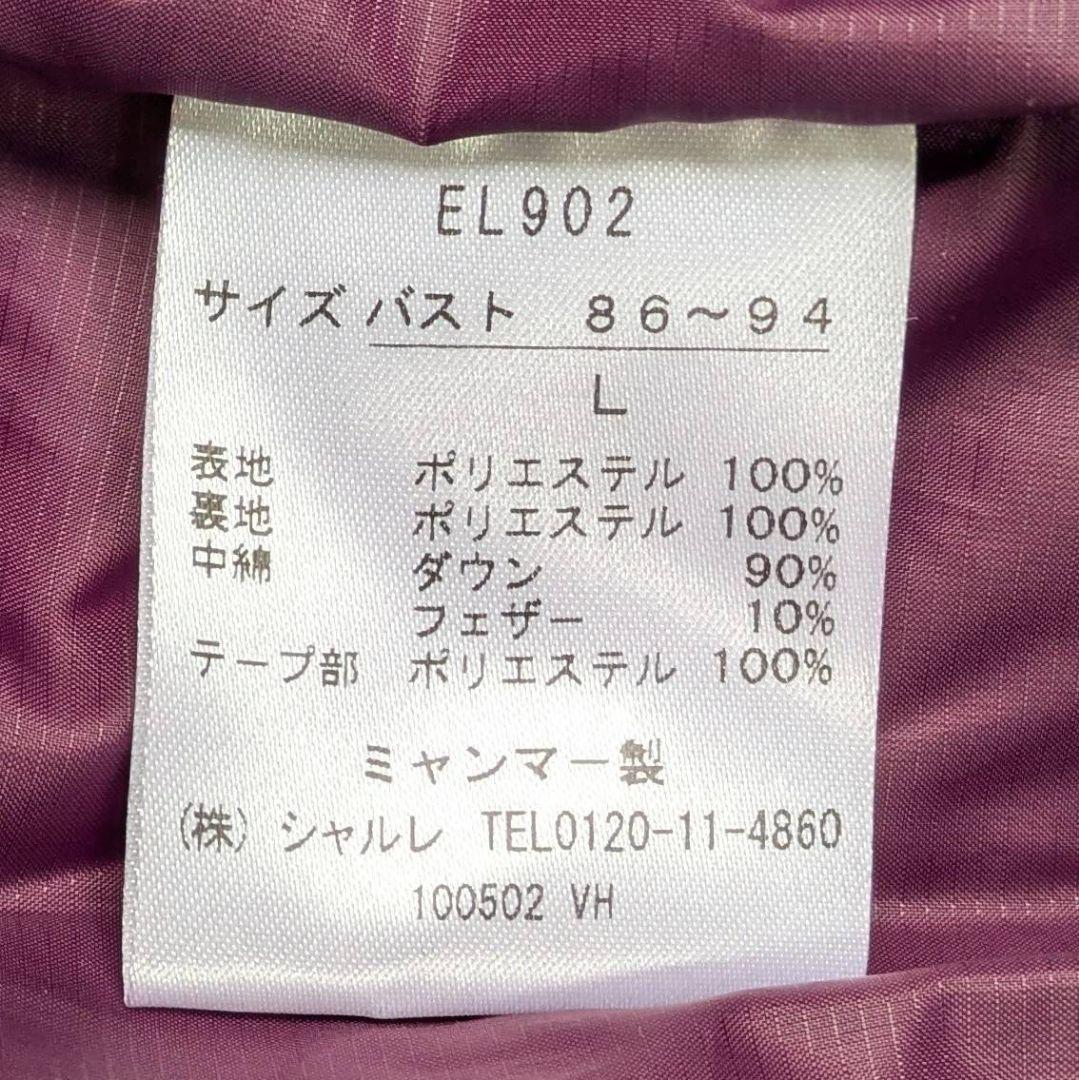 EL902
サイズ バスト 86〜94
L
表地 ポリエステル 100%
裏地 ポリエステル 100%
中綿 ダウン 90%
フェザー 10%
テープ部 ポリエステル 100%
ミャンマー製
(株) シャルレ TEL0120-11-4860
100502 VH